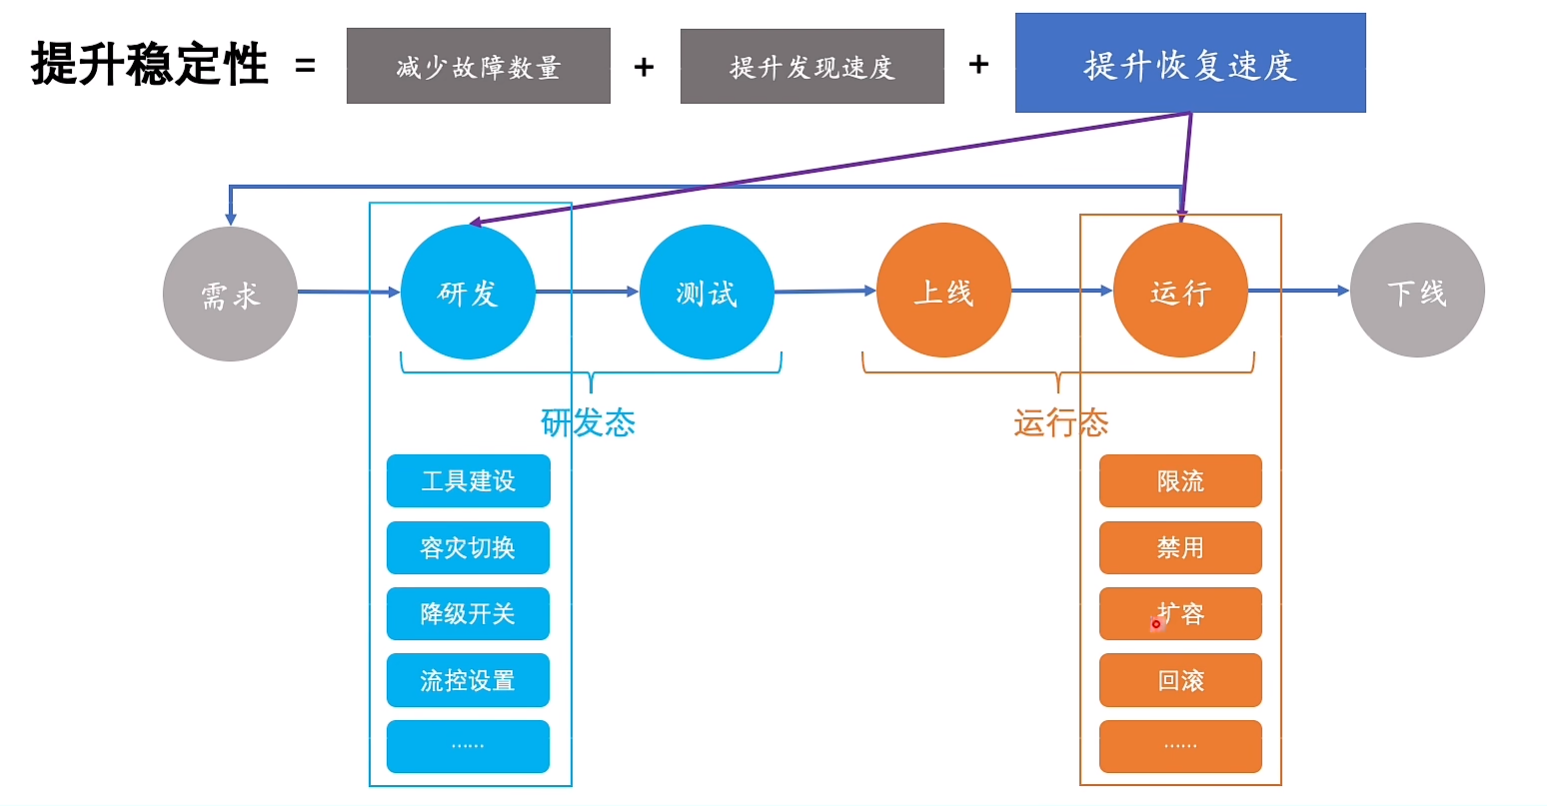 提升稳定性 = 减少故障数量 + 提升发现速度 + 提升恢复速度
需求 研发 测试 上线 运行 下线
研发态 运行态
工具建设 限流
容灾切换 禁用
降级开关 扩容
流控设置 回滚
…… ……